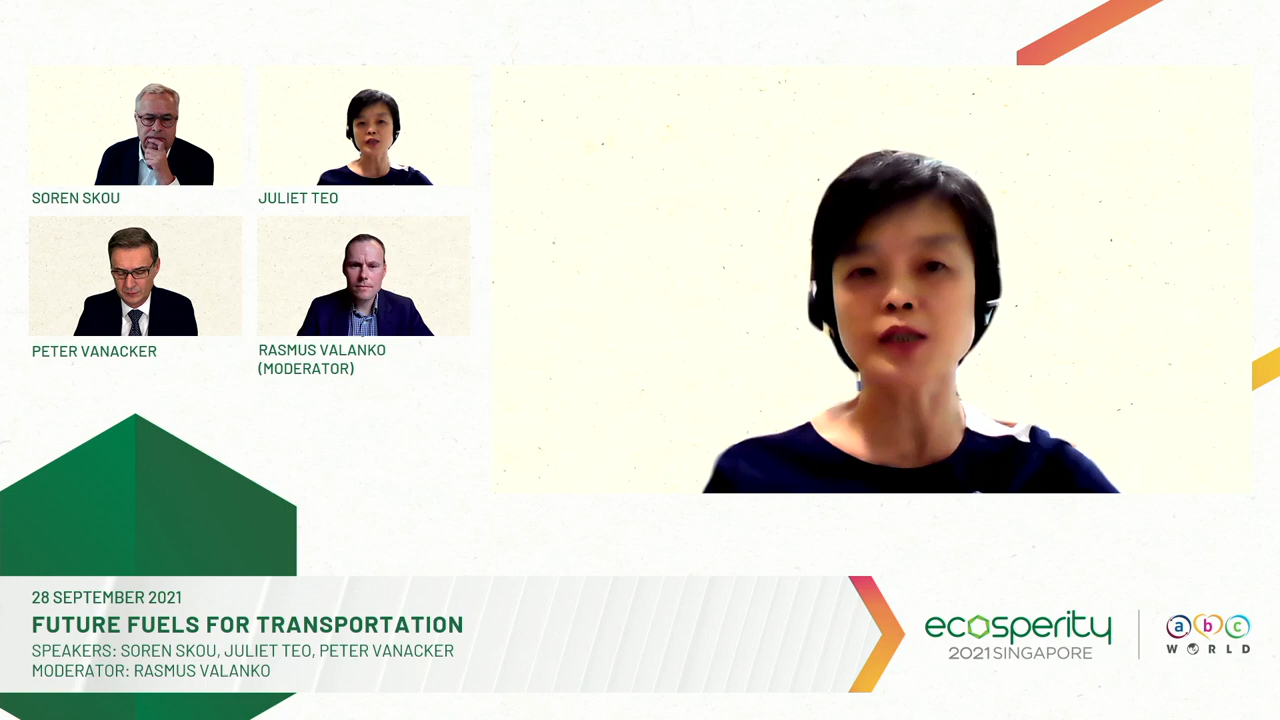 SOREN SKOU
JULIET TEO
PETER VANACKER
RASMUS VALANKO
(MODERATOR)
28 SEPTEMBER 2021
FUTURE FUELS FOR TRANSPORTATION
SPEAKERS: SOREN SKOU, JULIET TEO, PETER VANACKER
MODERATOR: RASMUS VALANKO
ecosperity
2021 SINGAPORE
abc
WORLD